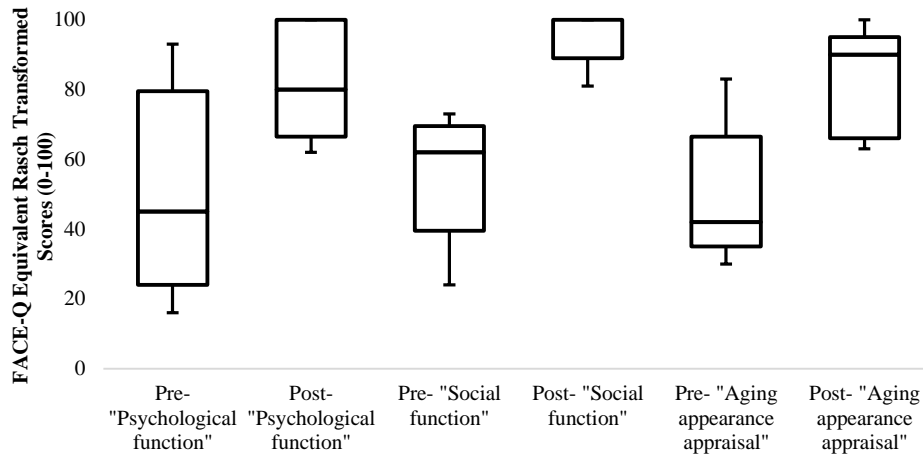 FACE-Q Equivalent Rasch Transformed
Scores (0-100)
100
80
60
40
20
0
Pre-
"Psychological
function"
Post-
"Psychological
function"
Pre- "Social
function"
Post- "Social
function"
Pre- "Aging
appearance
appraisal"
Post- "Aging
appearance
appraisal"